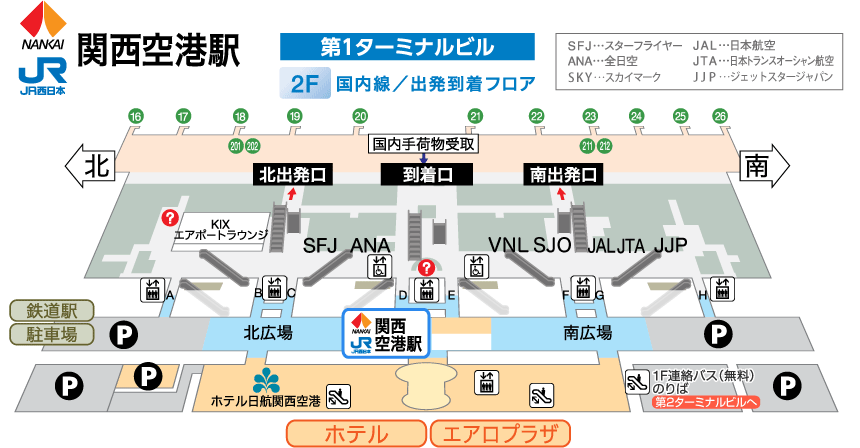 NANKAI
JR
JR西日本
関西空港駅
第1ターミナルビル
2F 国内線／出発到着フロア
SFJ…スターフライヤー JAL…日本航空
ANA…全日空 JTA…日本トランスオーシャン航空
SKY…スカイマーク JJP…ジェットスタージャパン
16 17 18 19 20 21 22 23 24 25 26
201 202 国内手荷物受取 211 212
北 北出発口 到着口 南出発口 南
?
KIX
エアポートラウンジ
SFJ ANA VNL SJO JAL JTA JJP
?
A B C D E F G H
鉄道駅
駐車場
P 北広場 NANKAI JR JR西日本 関西
空港駅 南広場 P
P P ホテル日航関西空港
1F連絡バス(無料)
のりば
第2ターミナルビルへ
P
ホテル エアロプラザ